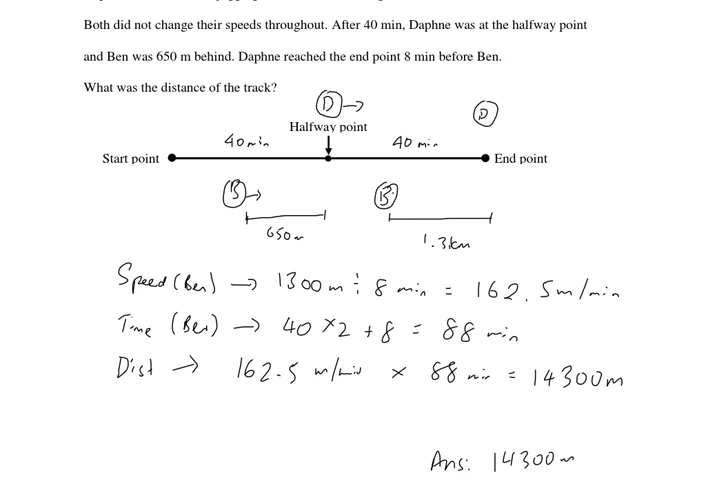 Both did not change their speeds throughout. After 40 min, Daphne was at the halfway point
and Ben was 650 m behind. Daphne reached the end point 8 min before Ben.
What was the distance of the track?
D → D
Halfway point
40 min 40 min
Start point End point
B → B
650m 1.3km
Speed (Ben) → 1300m ÷ 8 min = 162.5m/min
Time (Ben) → 40 × 2 + 8 = 88 min
Dist → 162.5 m/min × 88 min = 14300m
Ans: 14300m